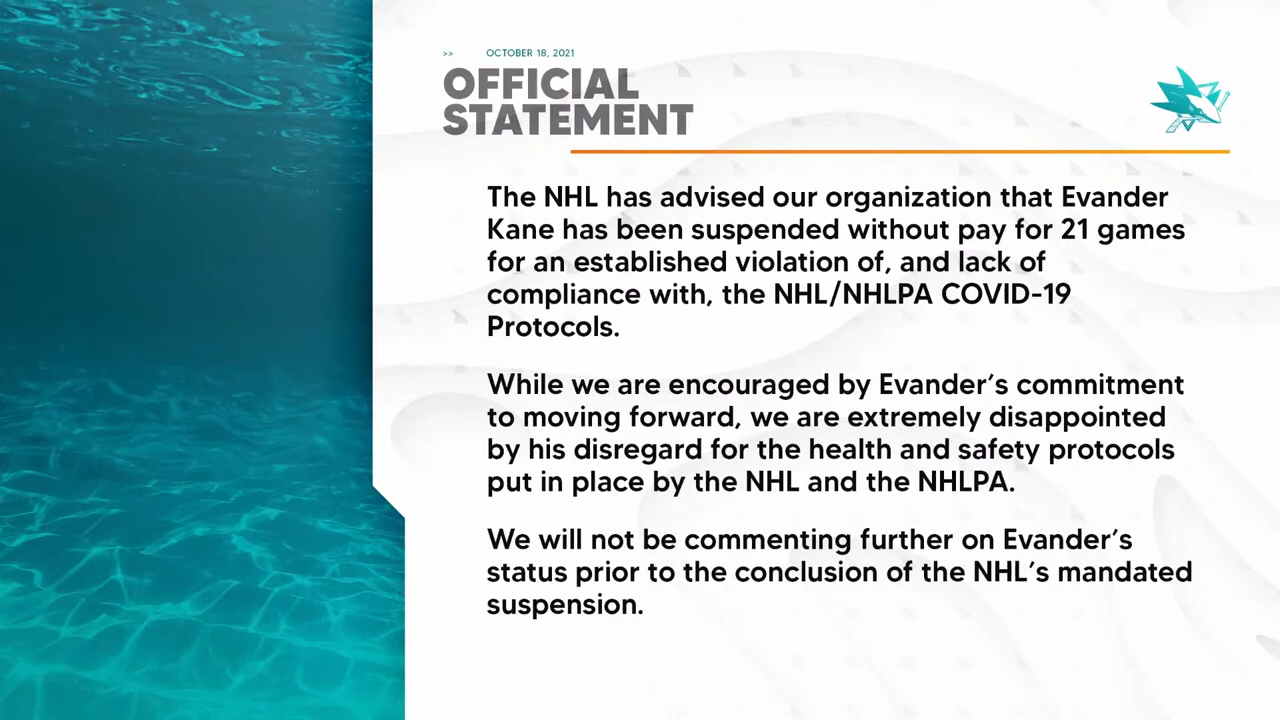 >> OCTOBER 18, 2021
OFFICIAL
STATEMENT
The NHL has advised our organization that Evander
Kane has been suspended without pay for 21 games
for an established violation of, and lack of
compliance with, the NHL/NHLPA COVID-19
Protocols.
While we are encouraged by Evander’s commitment
to moving forward, we are extremely disappointed
by his disregard for the health and safety protocols
put in place by the NHL and the NHLPA.
We will not be commenting further on Evander’s
status prior to the conclusion of the NHL’s mandated
suspension.